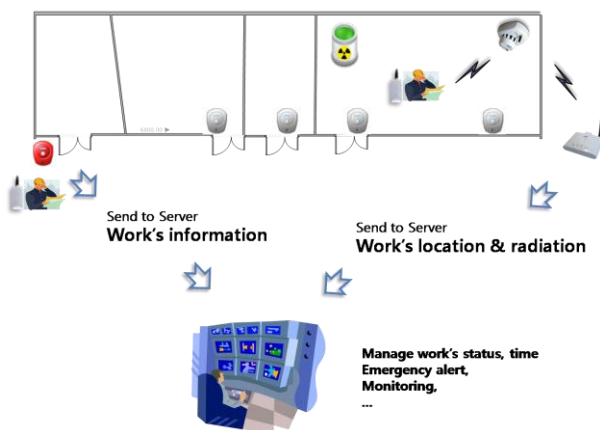 Send to Server
Work's information
Send to Server
Work's location & radiation
Manage work's status, time
Emergency alert,
Monitoring,
...